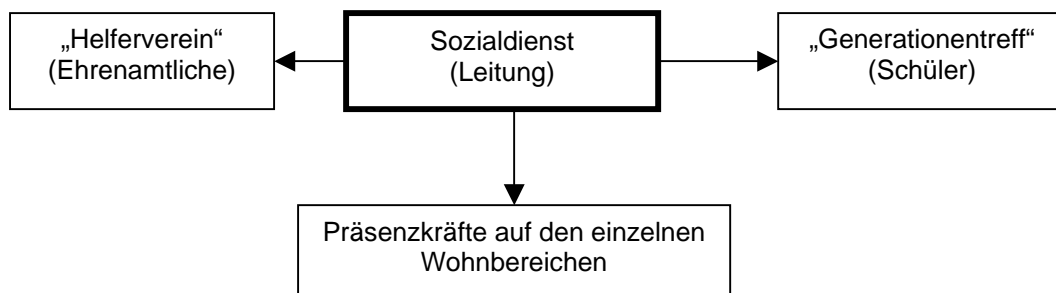 „Helferverein“
(Ehrenamtliche)
Sozialdienst
(Leitung)
„Generationentreff“
(Schüler)
Präsenzkräfte auf den einzelnen
Wohnbereichen